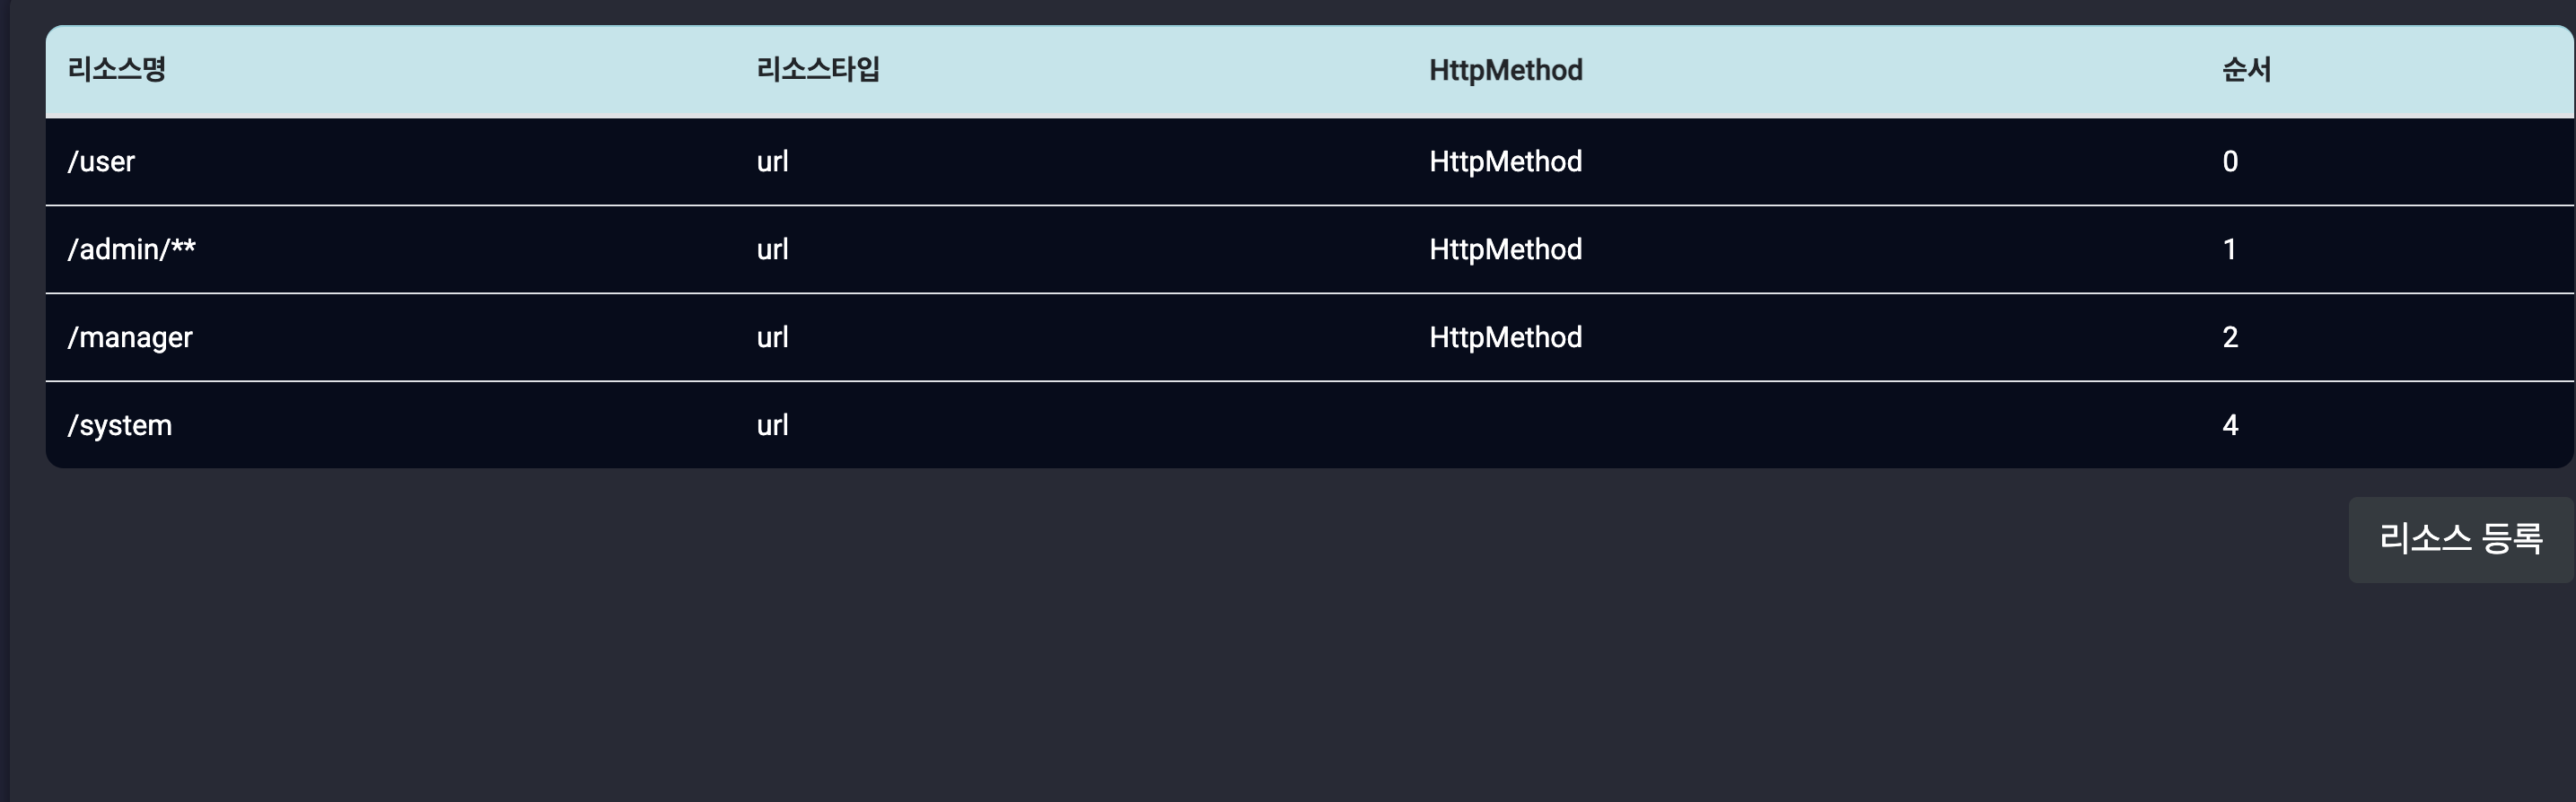 리소스명 리소스타입 HttpMethod 순서
/user url HttpMethod 0
/admin/** url HttpMethod 1
/manager url HttpMethod 2
/system url 4
리소스 등록